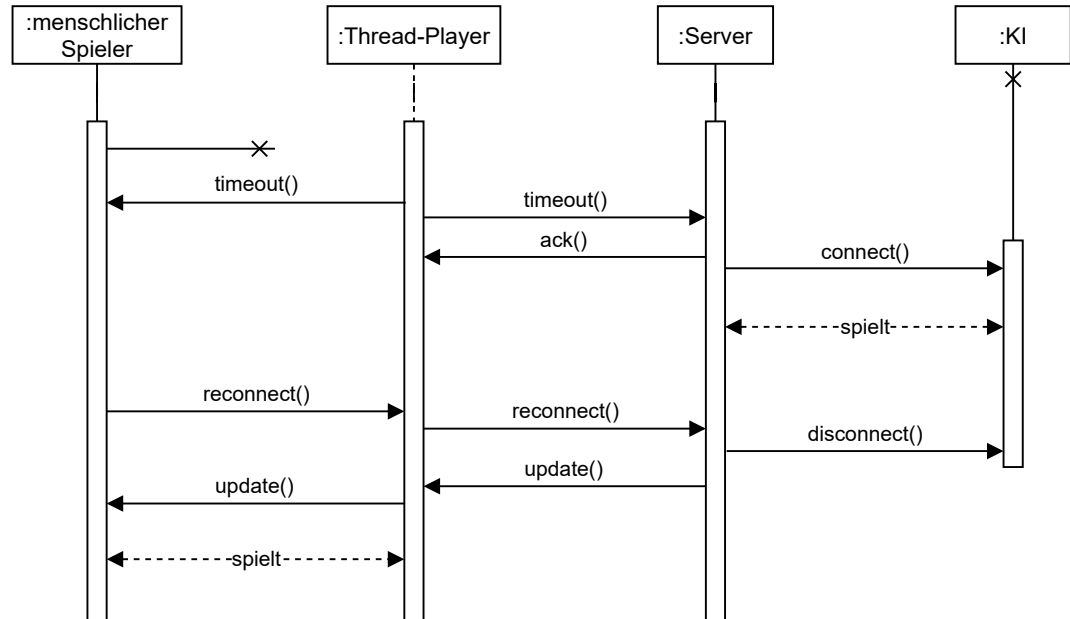 :menschlicher
Spieler
:Thread-Player
:Server
:KI
timeout()
timeout()
ack()
connect()
spielt
reconnect()
reconnect()
disconnect()
update()
update()
spielt